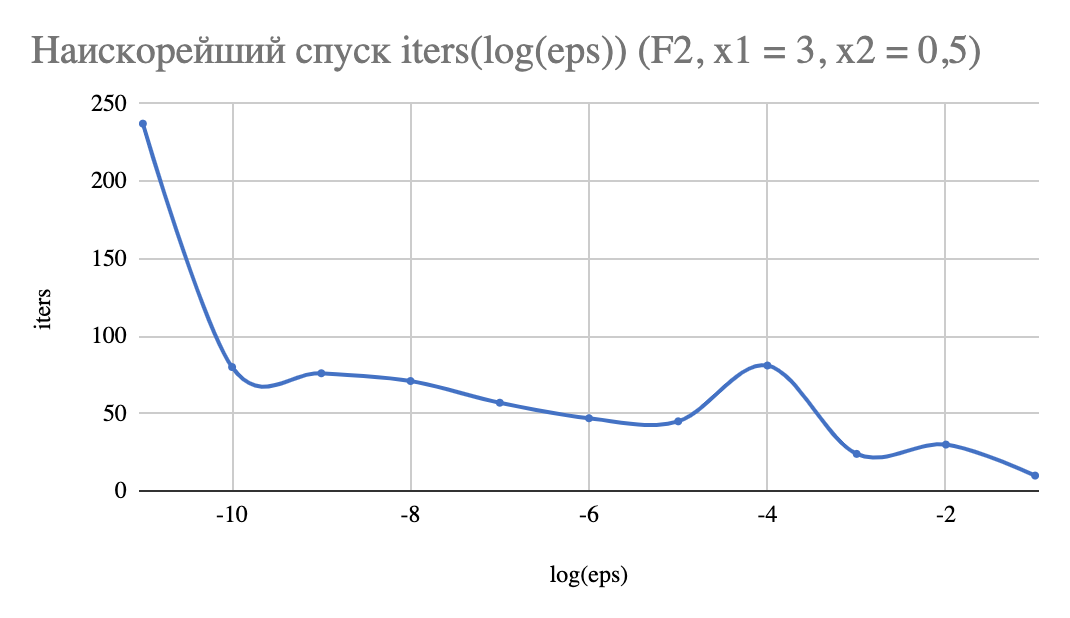 Наискорейший спуск iters(log(eps)) (F2, x1 = 3, x2 = 0,5)
250
200
150
100
50
0
iters
-10 -8 -6 -4 -2
log(eps)